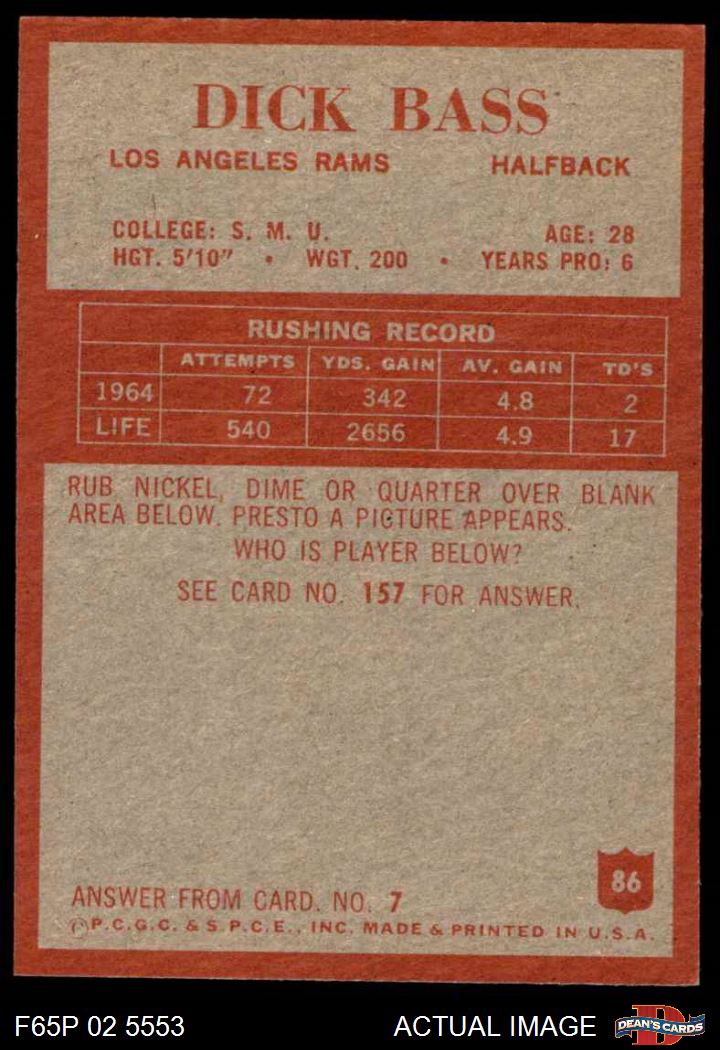 DICK BASS
LOS ANGELES RAMS HALFBACK
COLLEGE: S. M. U. AGE: 28
HGT. 5'10" • WGT. 200 • YEARS PRO: 6
RUSHING RECORD
ATTEMPTS YDS. GAIN AV. GAIN TD'S
1964 72 342 4.8 2
LIFE 540 2656 4.9 17
RUB NICKEL, DIME OR QUARTER OVER BLANK
AREA BELOW. PRESTO A PICTURE APPEARS.
WHO IS PLAYER BELOW?
SEE CARD NO. 157 FOR ANSWER.
86
ANSWER FROM CARD. NO. 7
©P.C.G.C. & S.P.C.E., INC. MADE & PRINTED IN U.S.A.
F65P 02 5553 ACTUAL IMAGE
D
DEAN'S CARDS